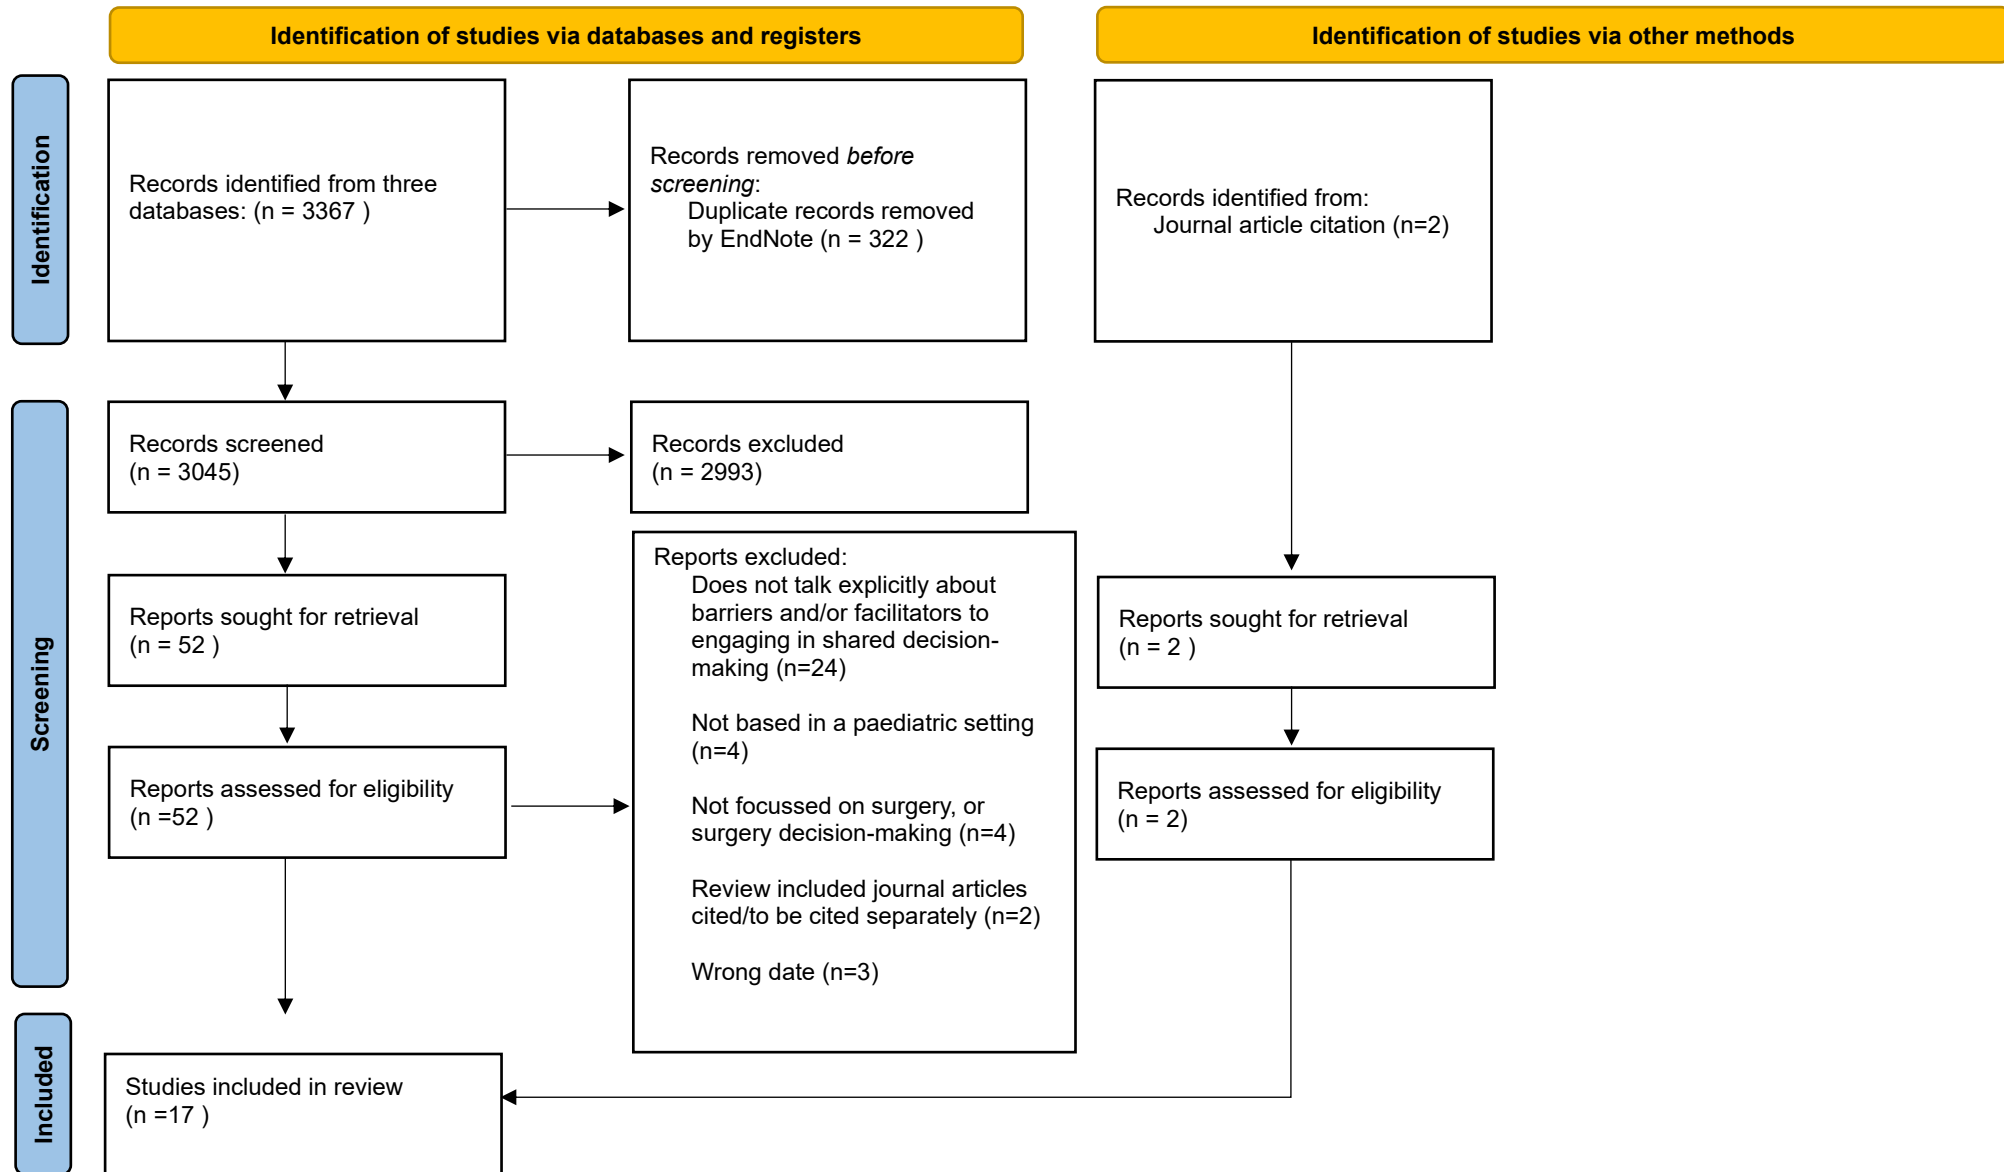 Identification of studies via databases and registers
Identification of studies via other methods
Identification
Records identified from three
databases: (n = 3367 )
Records removed before
screening:
Duplicate records removed
by EndNote (n = 322 )
Records identified from:
Journal article citation (n=2)
Screening
Records screened
(n = 3045)
Records excluded
(n = 2993)
Reports sought for retrieval
(n = 52 )
Reports excluded:
Does not talk explicitly about
barriers and/or facilitators to
engaging in shared decision-
making (n=24)
Not based in a paediatric setting
(n=4)
Not focussed on surgery, or
surgery decision-making (n=4)
Review included journal articles
cited/to be cited separately (n=2)
Wrong date (n=3)
Reports sought for retrieval
(n = 2 )
Reports assessed for eligibility
(n =52 )
Reports assessed for eligibility
(n = 2)
Included
Studies included in review
(n =17 )